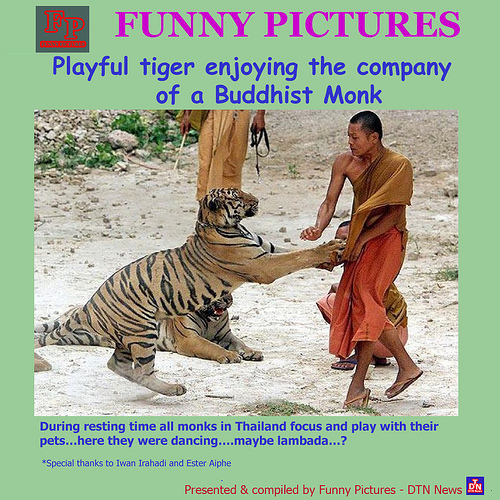 FP
FUNNY PICTURES
Playful tiger enjoying the company
of a Buddhist Monk
During resting time all monks in Thailand focus and play with their
pets...here they were dancing....maybe lambada...?
*Special thanks to Iwan Irahadi and Ester Aiphe
Presented & compiled by Funny Pictures - DTN News
DTN